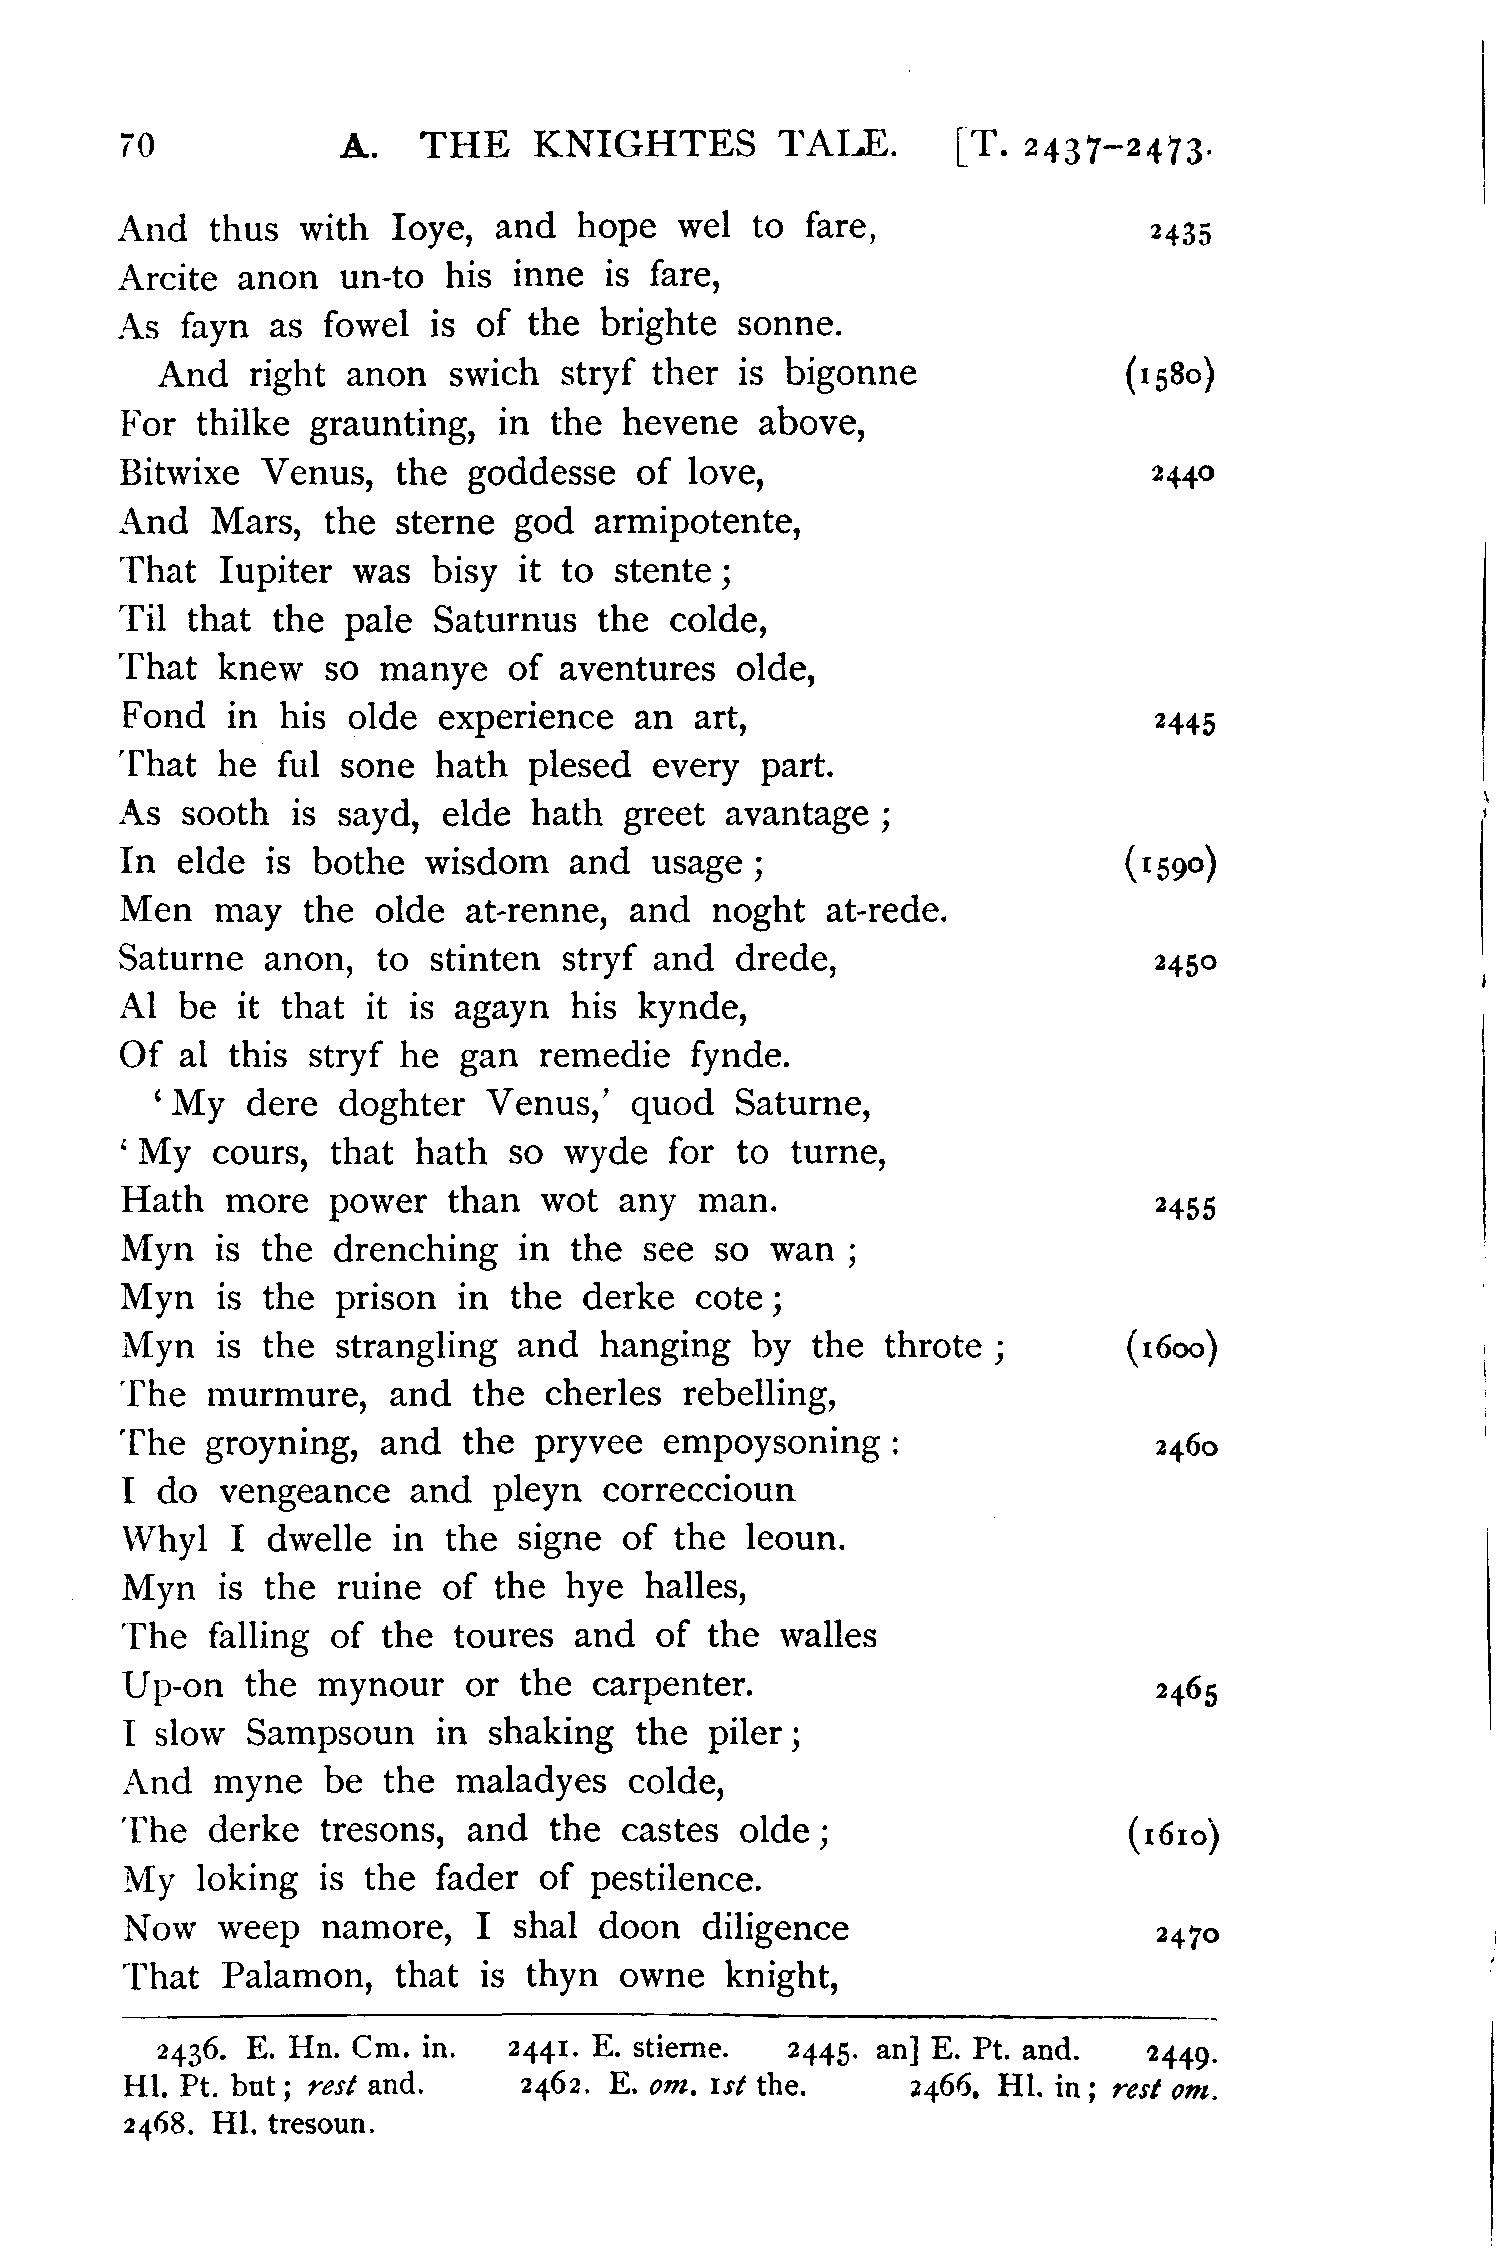 70 A. THE KNIGHTES TALE. [T. 2437–2473.
And thus with Ioye, and hope wel to fare, 2435
Arcite anon un-to his inne is fare,
As fayn as fowel is of the brighte sonne.
And right anon swich stryf ther is bigonne (1580)
For thilke graunting, in the hevene above,
Bitwixe Venus, the goddesse of love, 2440
And Mars, the sterne god armipotente,
That Iupiter was bisy it to stente ;
Til that the pale Saturnus the colde,
That knew so manye of aventures olde,
Fond in his olde experience an art, 2445
That he ful sone hath plesed every part.
As sooth is sayd, elde hath greet avantage ;
In elde is bothe wisdom and usage ; (1590)
Men may the olde at-renne, and noght at-rede.
Saturne anon, to stinten stryf and drede, 2450
Al be it that it is agayn his kynde,
Of al this stryf he gan remedie fynde.
‘ My dere doghter Venus,’ quod Saturne,
‘ My cours, that hath so wyde for to turne,
Hath more power than wot any man. 2455
Myn is the drenching in the see so wan ;
Myn is the prison in the derke cote ;
Myn is the strangling and hanging by the throte ; (1600)
The murmure, and the cherles rebelling,
The groyning, and the pryvee empoysoning : 2460
I do vengeance and pleyn correccioun
Whyl I dwelle in the signe of the leoun.
Myn is the ruine of the hye halles,
The falling of the toures and of the walles
Up-on the mynour or the carpenter. 2465
I slow Sampsoun in shaking the piler ;
And myne be the maladyes colde,
The derke tresons, and the castes olde ; (1610)
My loking is the fader of pestilence.
Now weep namore, I shal doon diligence 2470
That Palamon, that is thyn owne knight,
2436. E. Hn. Cm. in. 2441. E. stierne. 2445. an] E. Pt. and. 2449.
Hl. Pt. but ; rest and. 2462. E. om. 1st the. 2466. Hl. in ; rest om.
2468. Hl. tresoun.